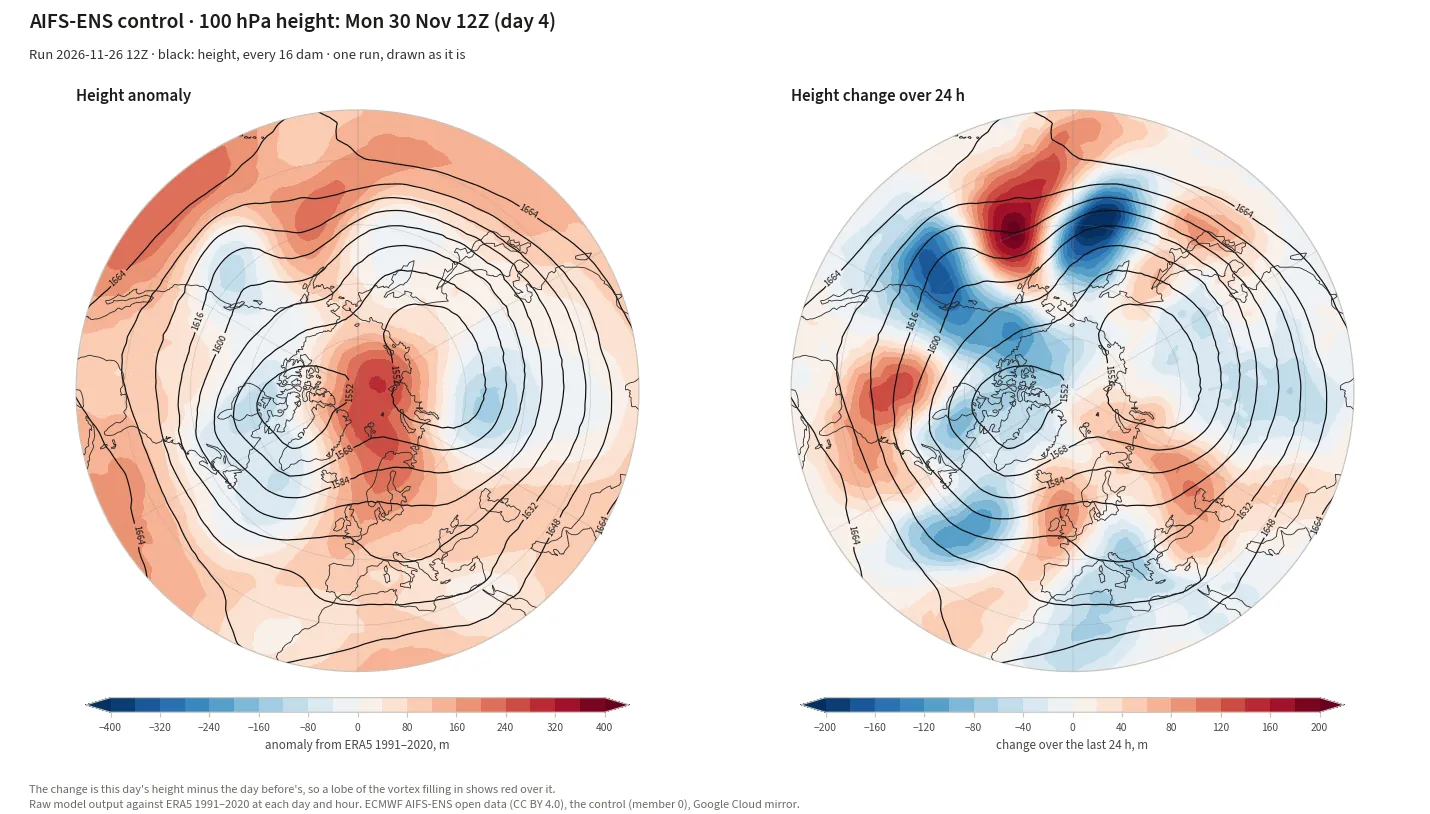 AIFS-ENS control · 100 hPa height: Mon 30 Nov 12Z (day 4)
Run 2026-11-26 12Z · black: height, every 16 dam · one run, drawn as it is
Height anomaly
Height change over 24 h
1664
1664
1616
1600
1552
1552
1568
1584
1632
1648
1664
1664
1664
1664
1616
1600
1552
1552
1568
1584
1632
1648
1664
1664
−400 −320 −240 −160 −80 0 80 160 240 320 400
anomaly from ERA5 1991–2020, m
−200 −160 −120 −80 −40 0 40 80 120 160 200
change over the last 24 h, m
The change is this day's height minus the day before's, so a lobe of the vortex filling in shows red over it.
Raw model output against ERA5 1991–2020 at each day and hour. ECMWF AIFS-ENS open data (CC BY 4.0), the control (member 0), Google Cloud mirror.